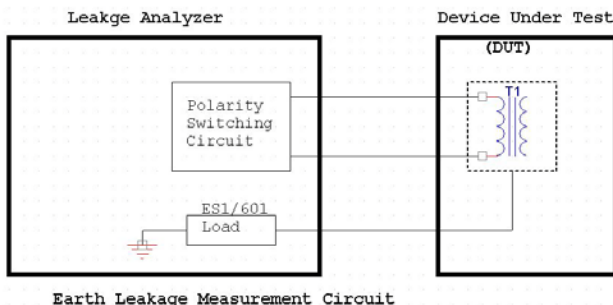 Leakge Analyzer
Device Under Test
(DUT)
T1
Polarity
Switching
Circuit
ES1/601
Load
Earth Leakage Measurement Circuit